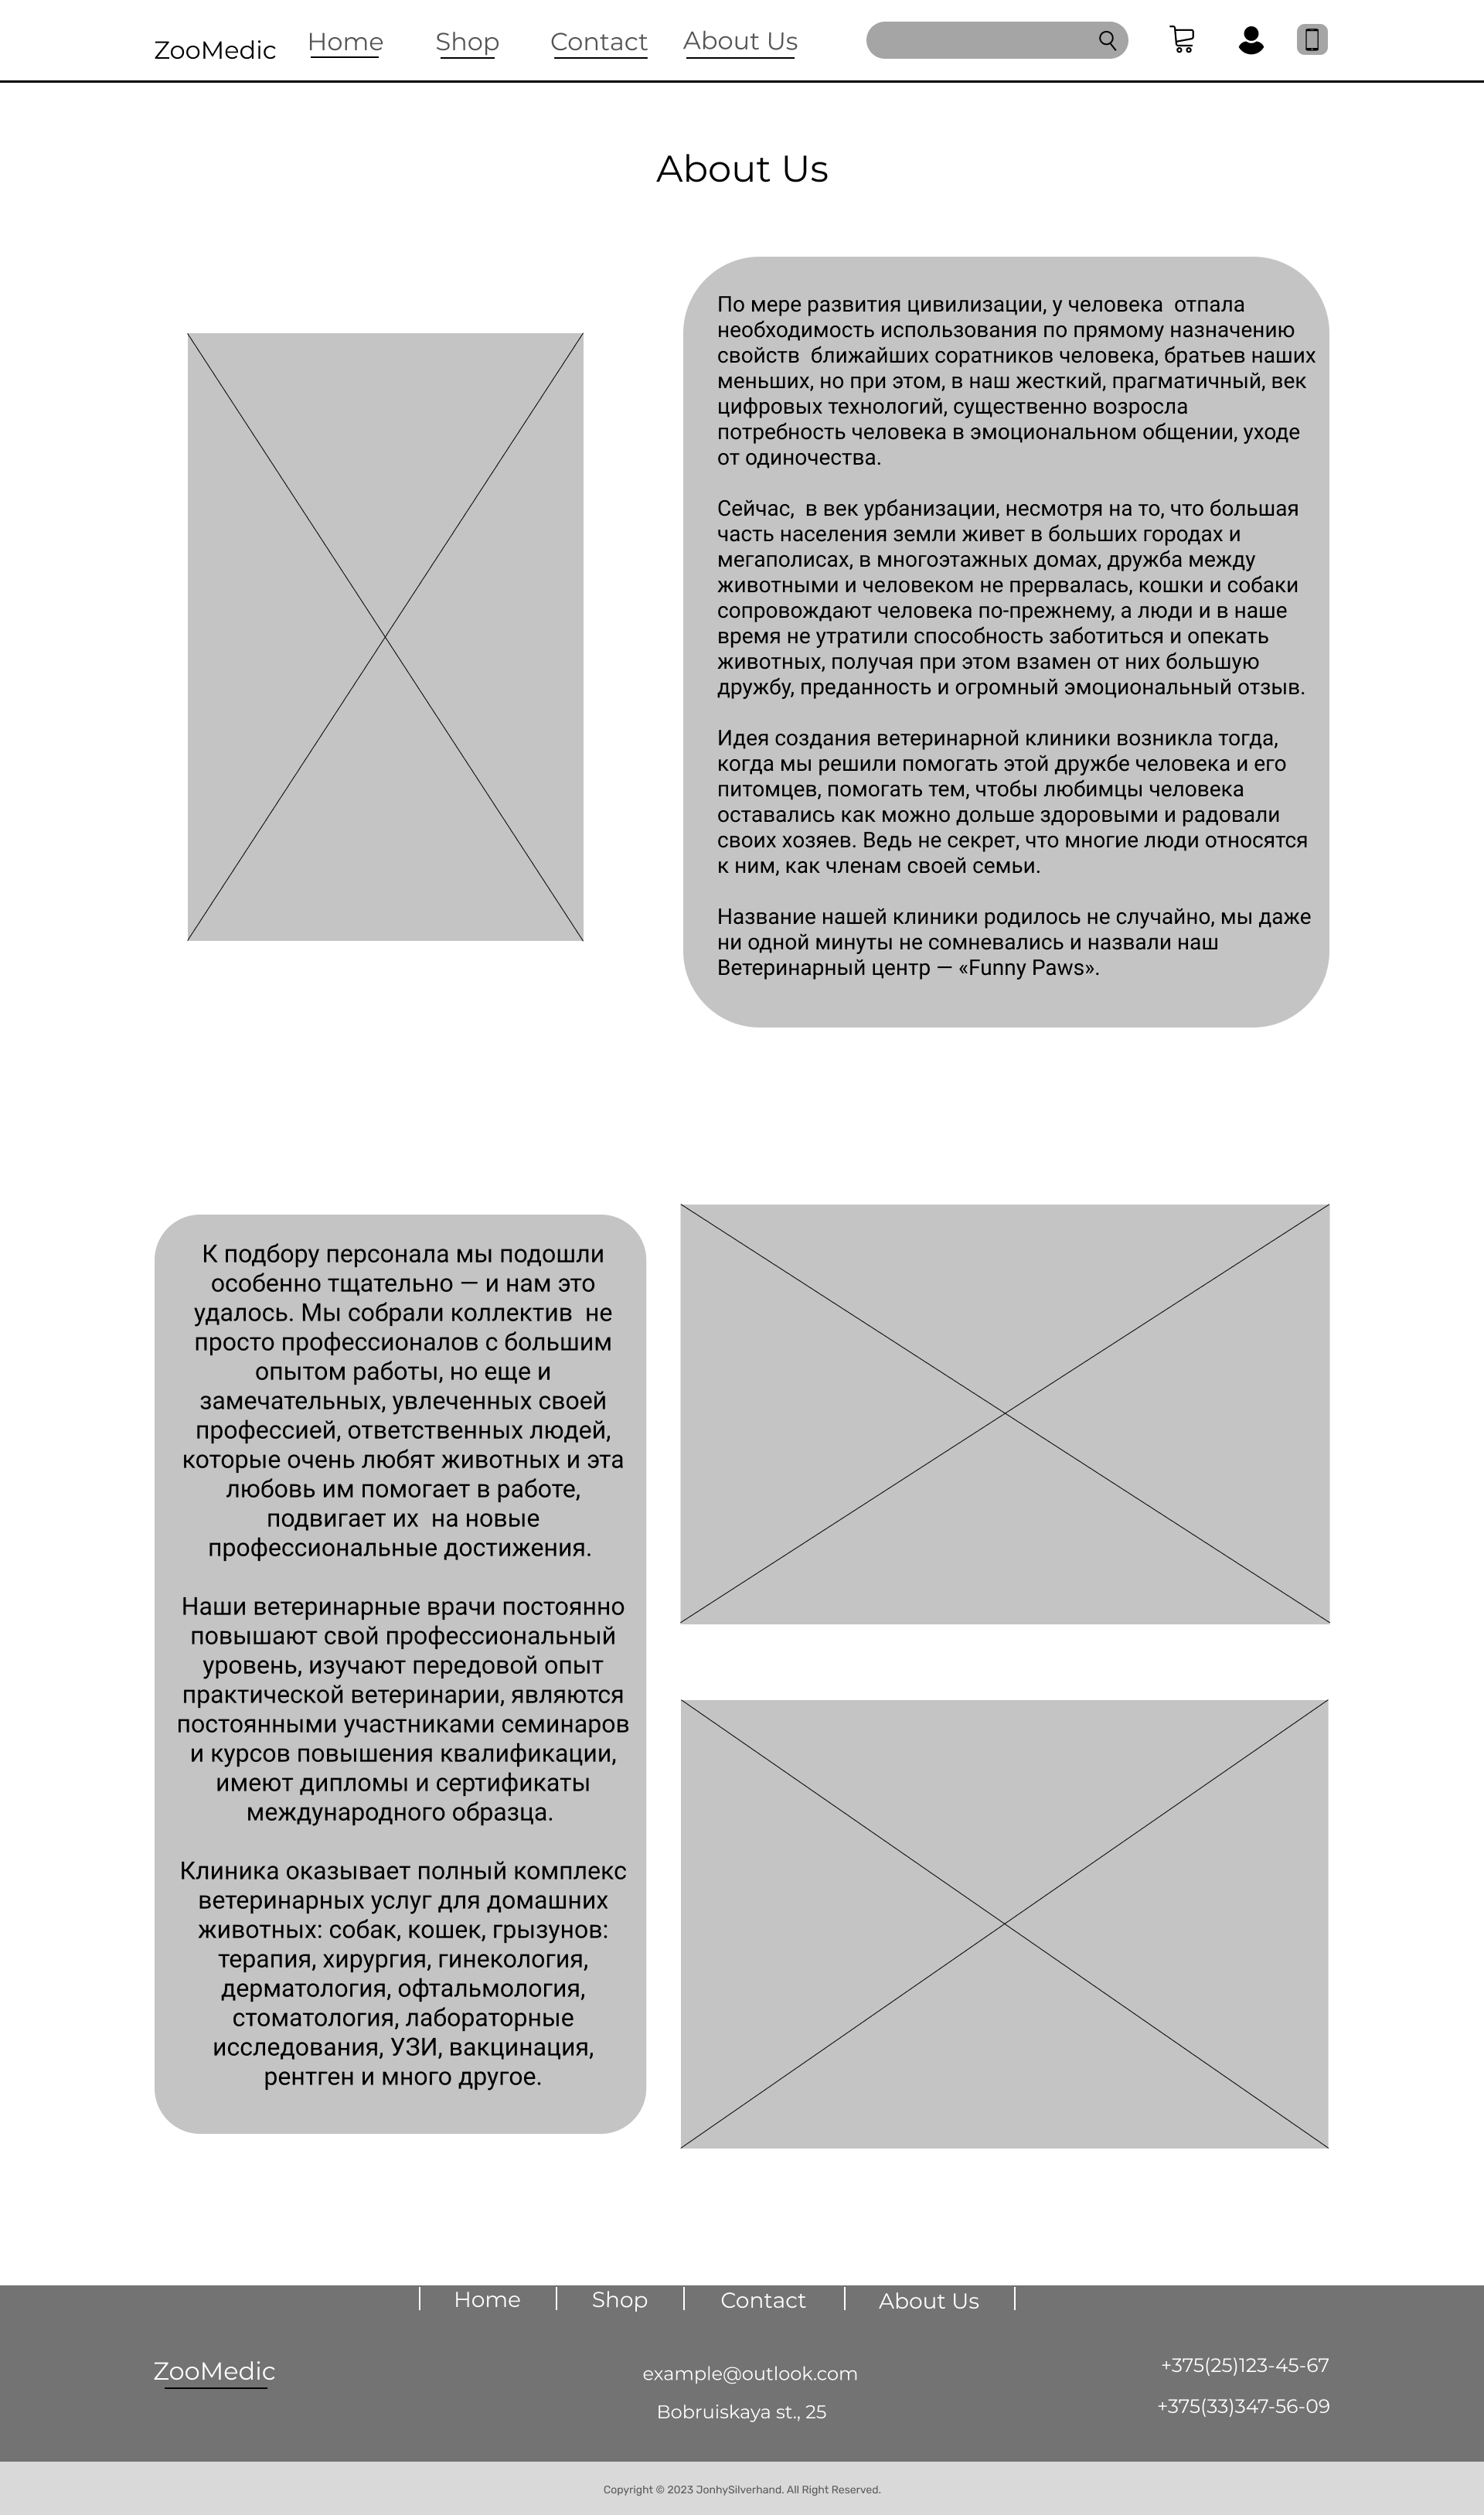 ZooMedic
Home
Shop
Contact
About Us
About Us
По мере развития цивилизации, у человека  отпала
необходимость использования по прямому назначению
свойств  ближайших соратников человека, братьев наших
меньших, но при этом, в наш жесткий, прагматичный, век
цифровых технологий, существенно возросла
потребность человека в эмоциональном общении, уходе
от одиночества.
Сейчас,  в век урбанизации, несмотря на то, что большая
часть населения земли живет в больших городах и
мегаполисах, в многоэтажных домах, дружба между
животными и человеком не прервалась, кошки и собаки
сопровождают человека по-прежнему, а люди и в наше
время не утратили способность заботиться и опекать
животных, получая при этом взамен от них большую
дружбу, преданность и огромный эмоциональный отзыв.
Идея создания ветеринарной клиники возникла тогда,
когда мы решили помогать этой дружбе человека и его
питомцев, помогать тем, чтобы любимцы человека
оставались как можно дольше здоровыми и радовали
своих хозяев. Ведь не секрет, что многие люди относятся
к ним, как членам своей семьи.
Название нашей клиники родилось не случайно, мы даже
ни одной минуты не сомневались и назвали наш
Ветеринарный центр — «Funny Paws».
К подбору персонала мы подошли
особенно тщательно — и нам это
удалось. Мы собрали коллектив  не
просто профессионалов с большим
опытом работы, но еще и
замечательных, увлеченных своей
профессией, ответственных людей,
которые очень любят животных и эта
любовь им помогает в работе,
подвигает их  на новые
профессиональные достижения.
Наши ветеринарные врачи постоянно
повышают свой профессиональный
уровень, изучают передовой опыт
практической ветеринарии, являются
постоянными участниками семинаров
и курсов повышения квалификации,
имеют дипломы и сертификаты
международного образца.
Клиника оказывает полный комплекс
ветеринарных услуг для домашних
животных: собак, кошек, грызунов:
терапия, хирургия, гинекология,
дерматология, офтальмология,
стоматология, лабораторные
исследования, УЗИ, вакцинация,
рентген и много другое.
Home
Shop
Contact
About Us
ZooMedic
example@outlook.com
Bobruiskaya st., 25
+375(25)123-45-67
+375(33)347-56-09
Copyright © 2023 JonhySilverhand. All Right Reserved.